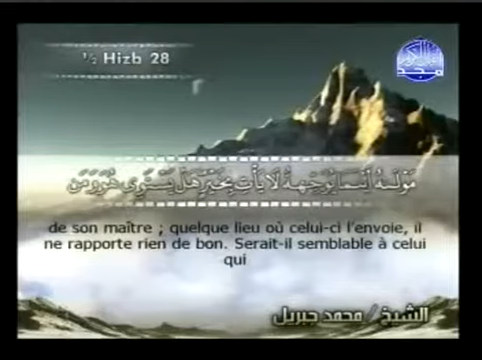 ½ Hizb 28
مَوْلَىٰهُ أَيْنَمَا يُوَجِّههُّ لَا يَأْتِ بِخَيْرٍ هَلْ يَسْتَوِى هُوَ وَمَن
de son maître ; quelque lieu où celui-ci l'envoie, il
ne rapporte rien de bon. Serait-il semblable à celui
qui
الشيخ / محمد جبريل